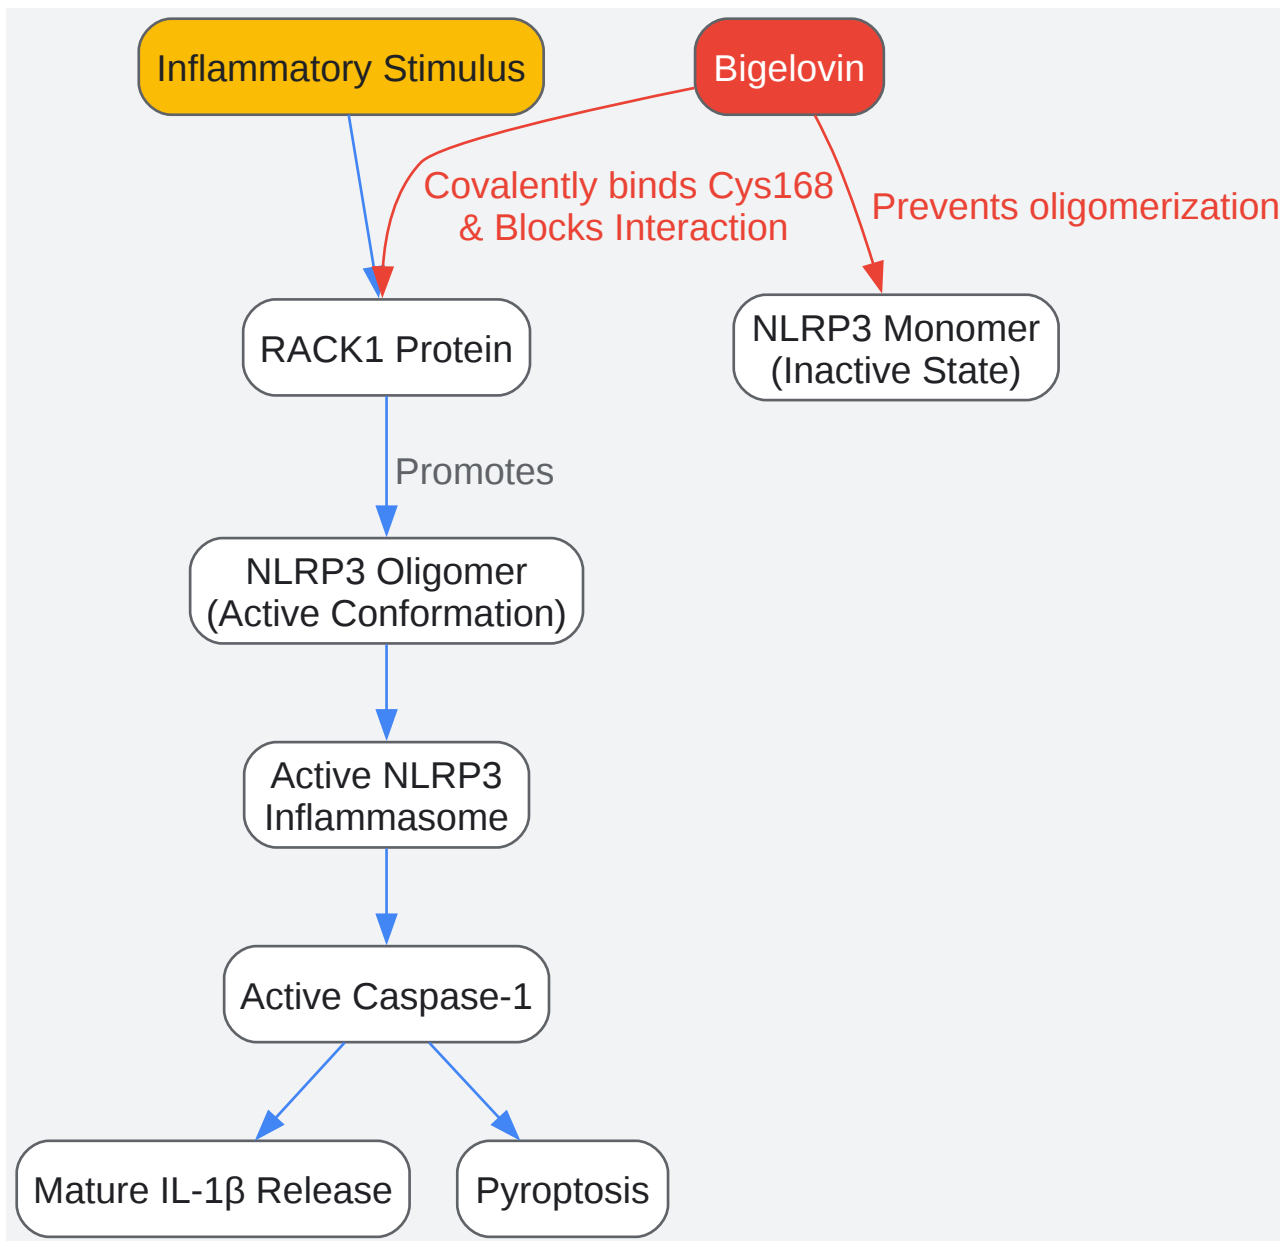 Inflammatory Stimulus
Bigelovin
Covalently binds Cys168
& Blocks Interaction
Prevents oligomerization
RACK1 Protein
NLRP3 Monomer
(Inactive State)
Promotes
NLRP3 Oligomer
(Active Conformation)
Active NLRP3
Inflammasome
Active Caspase-1
Mature IL-1β Release
Pyroptosis